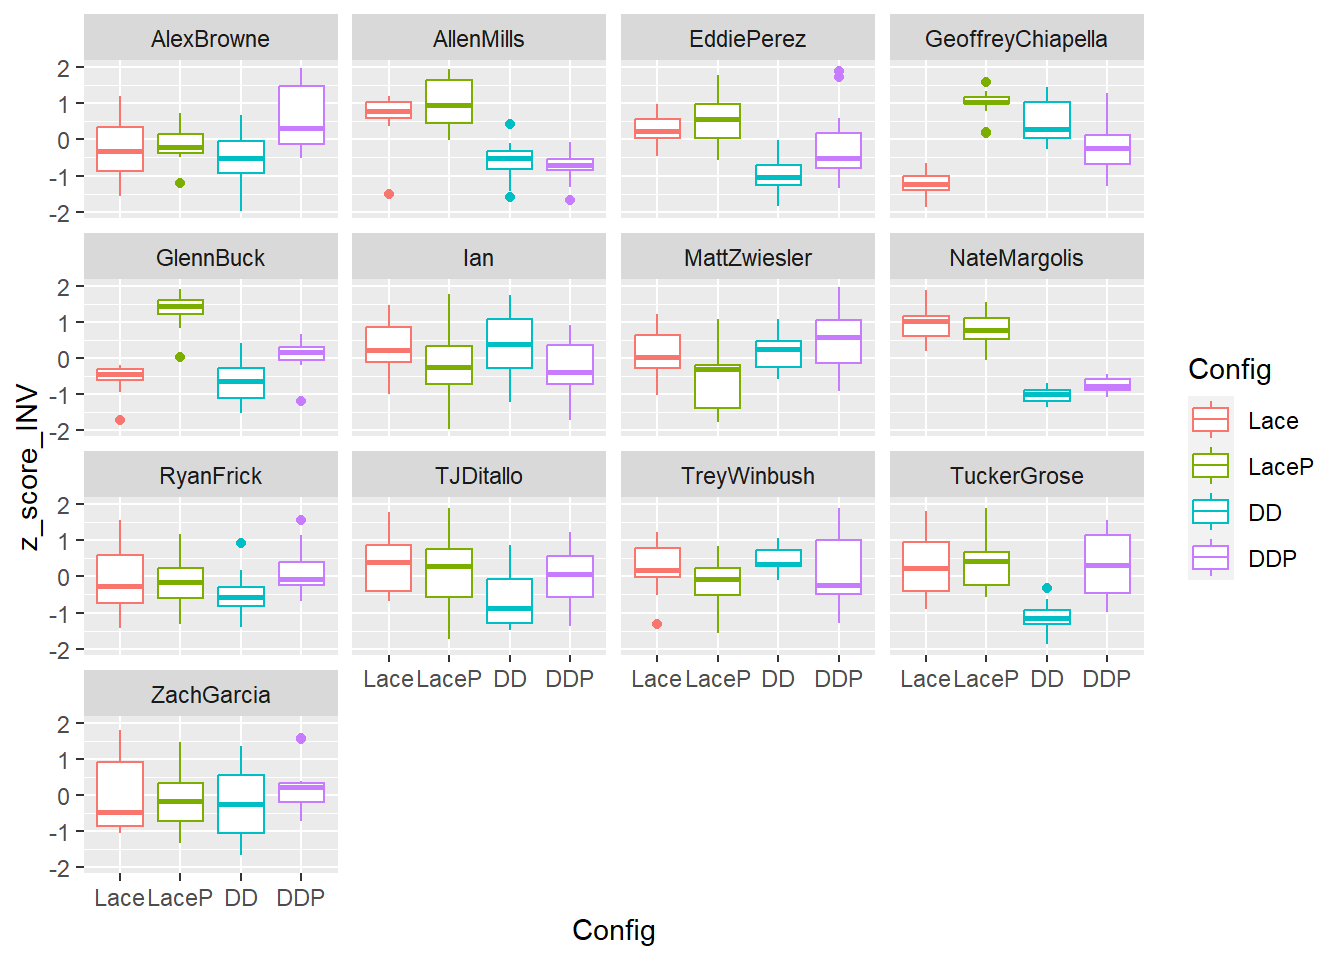 AlexBrowne AllenMills EddiePerez GeoffreyChiapella
2
1
0
-1
-2
GlennBuck Ian MattZwiesler NateMargolis
2
1
0
-1
-2
RyanFrick TJDitallo TreyWinbush TuckerGrose
2
1
0
-1
-2
Lace LaceP DD DDP Lace LaceP DD DDP Lace LaceP DD DDP
ZachGarcia
2
1
0
-1
-2
Lace LaceP DD DDP
Config
z_score_INV
Config
Lace
LaceP
DD
DDP